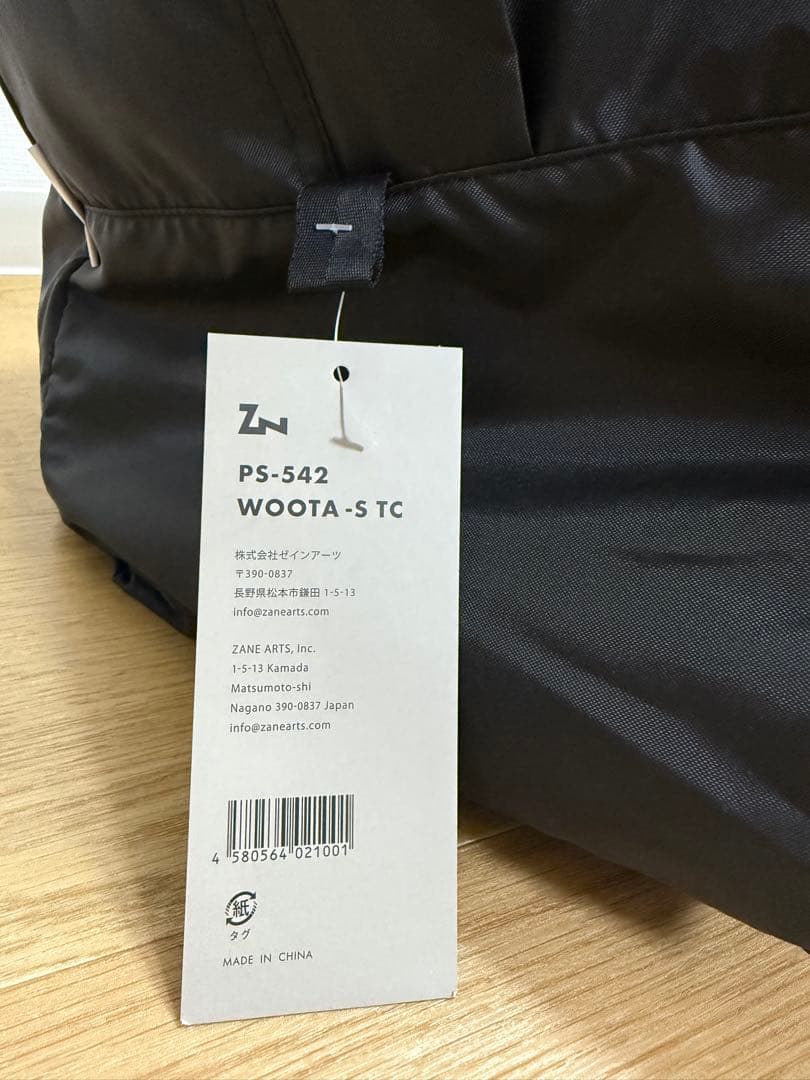 ZN
PS-542
WOOTA-S TC
株式会社ゼインアーツ
〒390-0837
長野県松本市鎌田 1-5-13
info@zanearts.com
ZANE ARTS, Inc.
1-5-13 Kamada
Matsumoto-shi
Nagano 390-0837 Japan
info@zanearts.com
4 580564 021001
紙
タグ
MADE IN CHINA